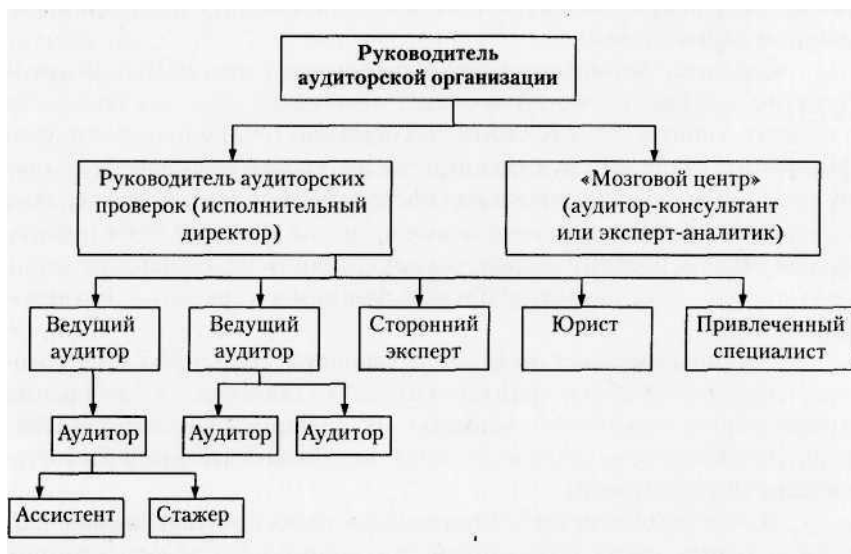 Руководитель
аудиторской организации
Руководитель аудиторских
проверок (исполнительный
директор)
«Мозговой центр»
(аудитор-консультант
или эксперт-аналитик)
Ведущий
аудитор
Ведущий
аудитор
Сторонний
эксперт
Юрист
Привлеченный
специалист
Аудитор
Аудитор
Аудитор
Ассистент
Стажер